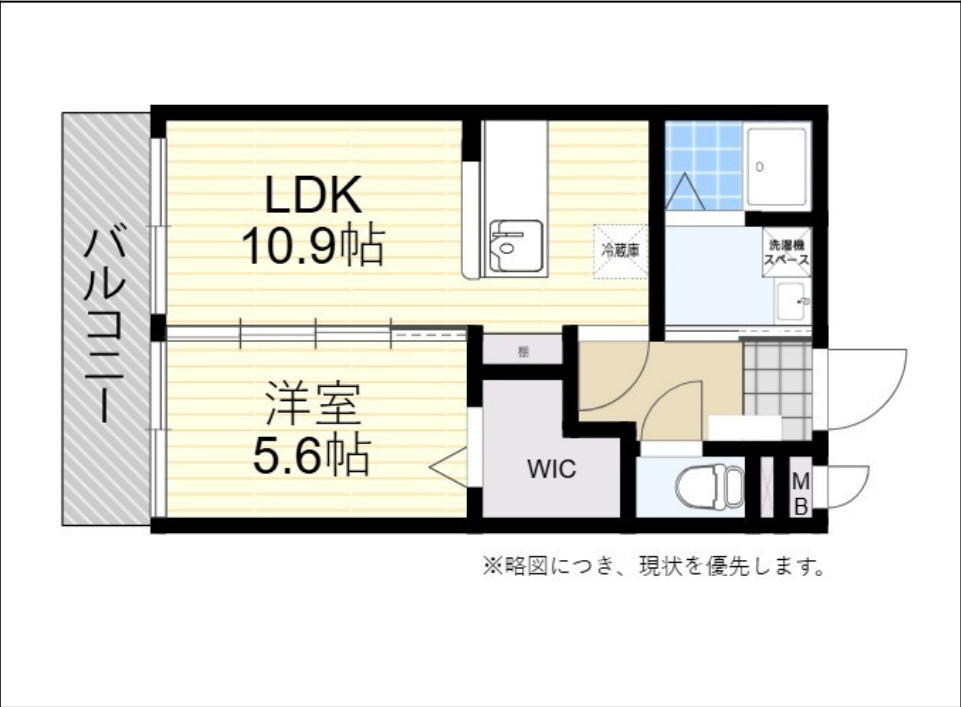 LDK
10.9帖
冷蔵庫
洗濯機
スペース
バルコニー
棚
洋室
5.6帖
WIC
M
B
※略図につき、現状を優先します。